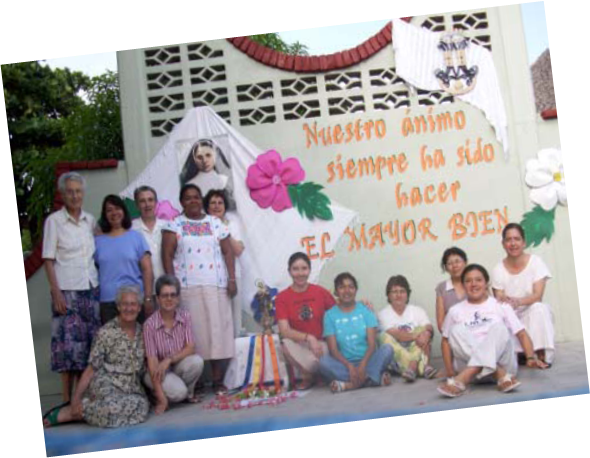 Nuestro ánimo
siempre ha sido
hacer
EL MAYOR BIEN